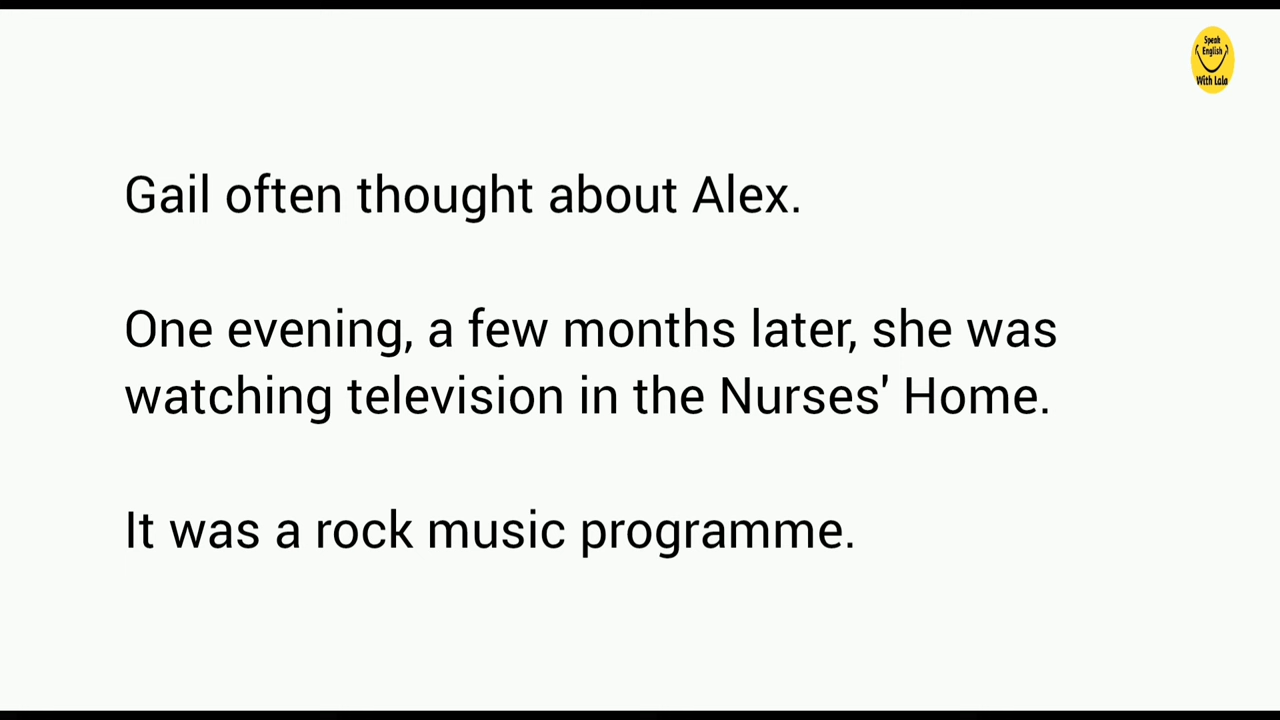 Speak
English
With Lala
Gail often thought about Alex.
One evening, a few months later, she was
watching television in the Nurses' Home.
It was a rock music programme.